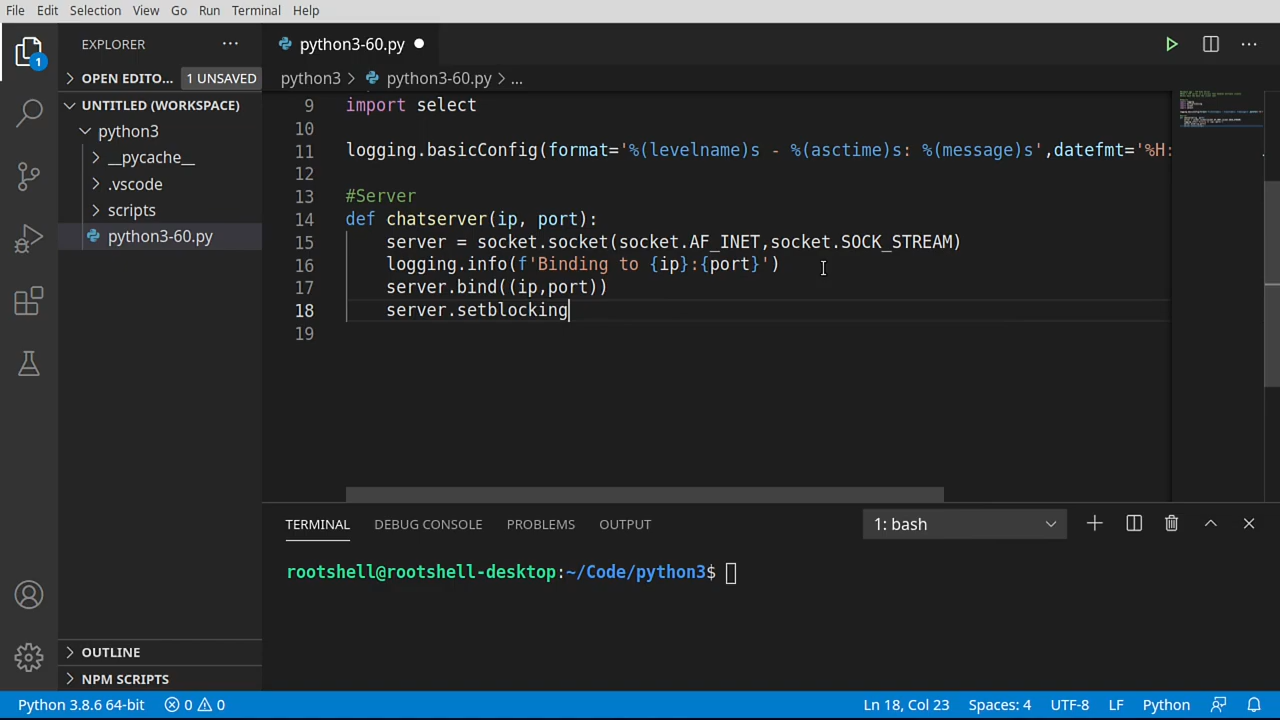 File Edit Selection View Go Run Terminal Help
EXPLORER
python3-60.py
OPEN EDITO... 1 UNSAVED
python3 > python3-60.py > ...
UNTITLED (WORKSPACE)
python3
__pycache__
.vscode
scripts
python3-60.py
1
9 import select
10
11 logging.basicConfig(format='%(levelname)s - %(asctime)s: %(message)s',datefmt='%H:
12
13 #Server
14 def chatserver(ip, port):
15 server = socket.socket(socket.AF_INET,socket.SOCK_STREAM)
16 logging.info(f'Binding to {ip}:{port}')
17 server.bind((ip,port))
18 server.setblocking
19
TERMINAL DEBUG CONSOLE PROBLEMS OUTPUT 1: bash
rootshell@rootshell-desktop:~/Code/python3$
OUTLINE
NPM SCRIPTS
Python 3.8.6 64-bit 0 0 Ln 18, Col 23 Spaces: 4 UTF-8 LF Python